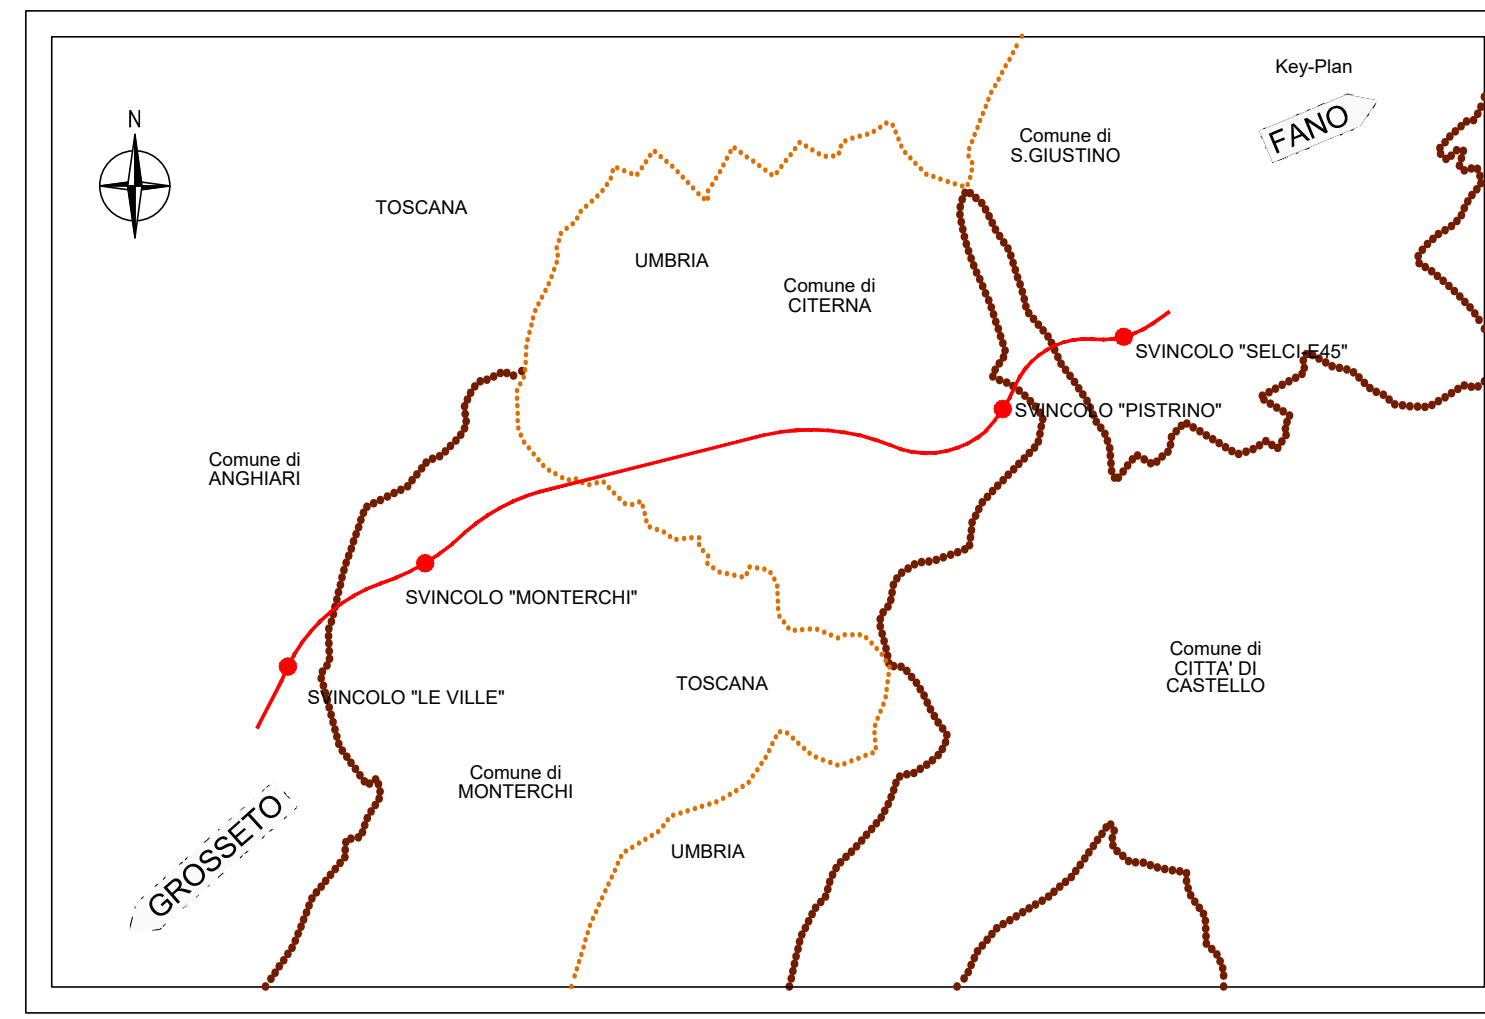 Key-Plan
FANO
N
Comune di
S.GIUSTINO
TOSCANA
UMBRIA
Comune di
CITERNA
SVINCOLO "SELCI-E45"
SVINCOLO "PISTRINO"
Comune di
ANGHIARI
SVINCOLO "MONTERCHI"
Comune di
CITTA' DI
CASTELLO
TOSCANA
SVINCOLO "LE VILLE"
Comune di
MONTERCHI
GROSSETO
UMBRIA